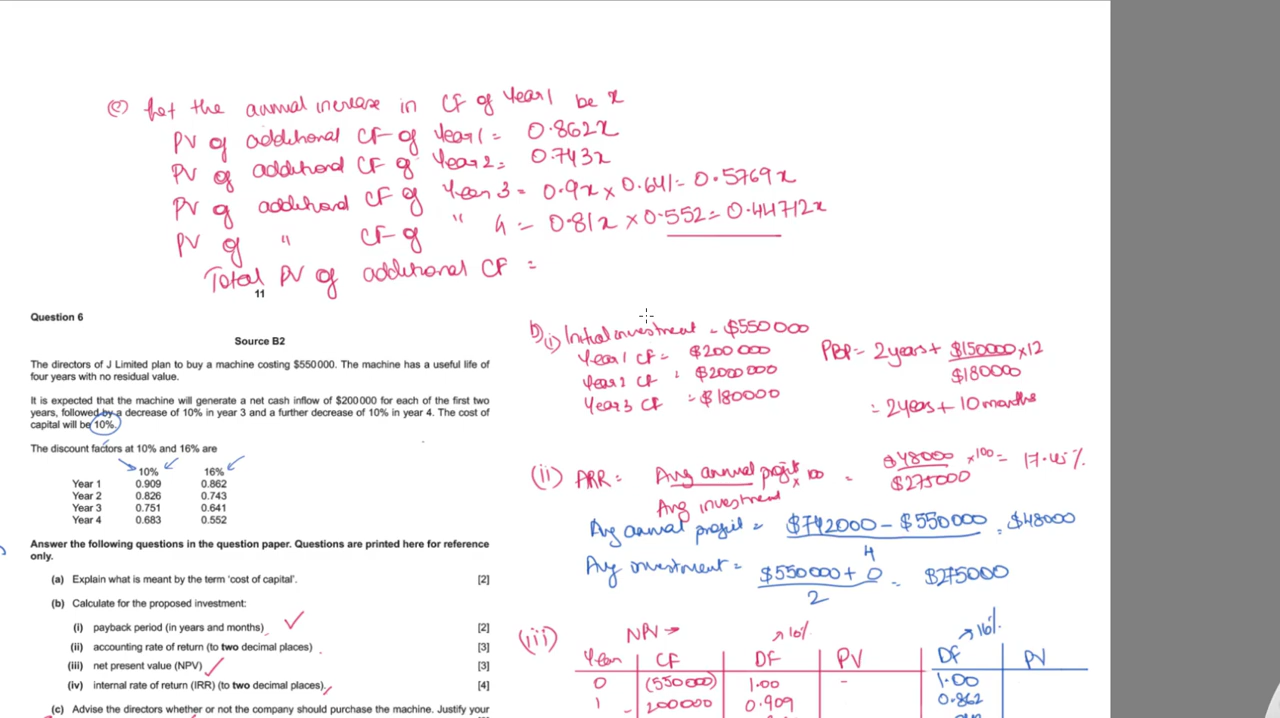 (e) Let the annual increase in CF of Year 1 be x
PV of additional CF of Year 1 = 0.862x
PV of additional CF of Year 2 = 0.743x
PV of additional CF of Year 3 = 0.9x × 0.641 = 0.5769x
PV of " CF of " 4 = 0.81x × 0.552 = 0.44712x
Total PV of additional CF =
11
Question 6
Source B2
The directors of J Limited plan to buy a machine costing $550 000. The machine has a useful life of
four years with no residual value.
It is expected that the machine will generate a net cash inflow of $200 000 for each of the first two
years, followed by a decrease of 10% in year 3 and a further decrease of 10% in year 4. The cost of
capital will be 10%.
The discount factors at 10% and 16% are
10% 16%
Year 1 0.909 0.862
Year 2 0.826 0.743
Year 3 0.751 0.641
Year 4 0.683 0.552
Answer the following questions in the question paper. Questions are printed here for reference
only.
(a) Explain what is meant by the term 'cost of capital'. [2]
(b) Calculate for the proposed investment:
(i) payback period (in years and months) [2]
(ii) accounting rate of return (to two decimal places) [3]
(iii) net present value (NPV) [3]
(iv) internal rate of return (IRR) (to two decimal places). [4]
(c) Advise the directors whether or not the company should purchase the machine. Justify your
b) (i) Initial investment = $550 000
Year 1 CF = $200 000
Year 2 CF = $2000 000
Year 3 CF = $180000
PBP = 2 years + $150000 × 12
$180000
= 2 years + 10 months
(ii) ARR = Avg annual profit × 100 = $48000 × 100 = 17.45%
Avg investment $275000
Avg annual profit = $742000 - $550000 = $48000
4
Avg investment = $550000 + 0 = $275000
2
(iii) NPV → → 10% → 16%
Year CF DF PV DF PV
0 (550000) 1.00 - 1.00
1 200000 0.909 0.862